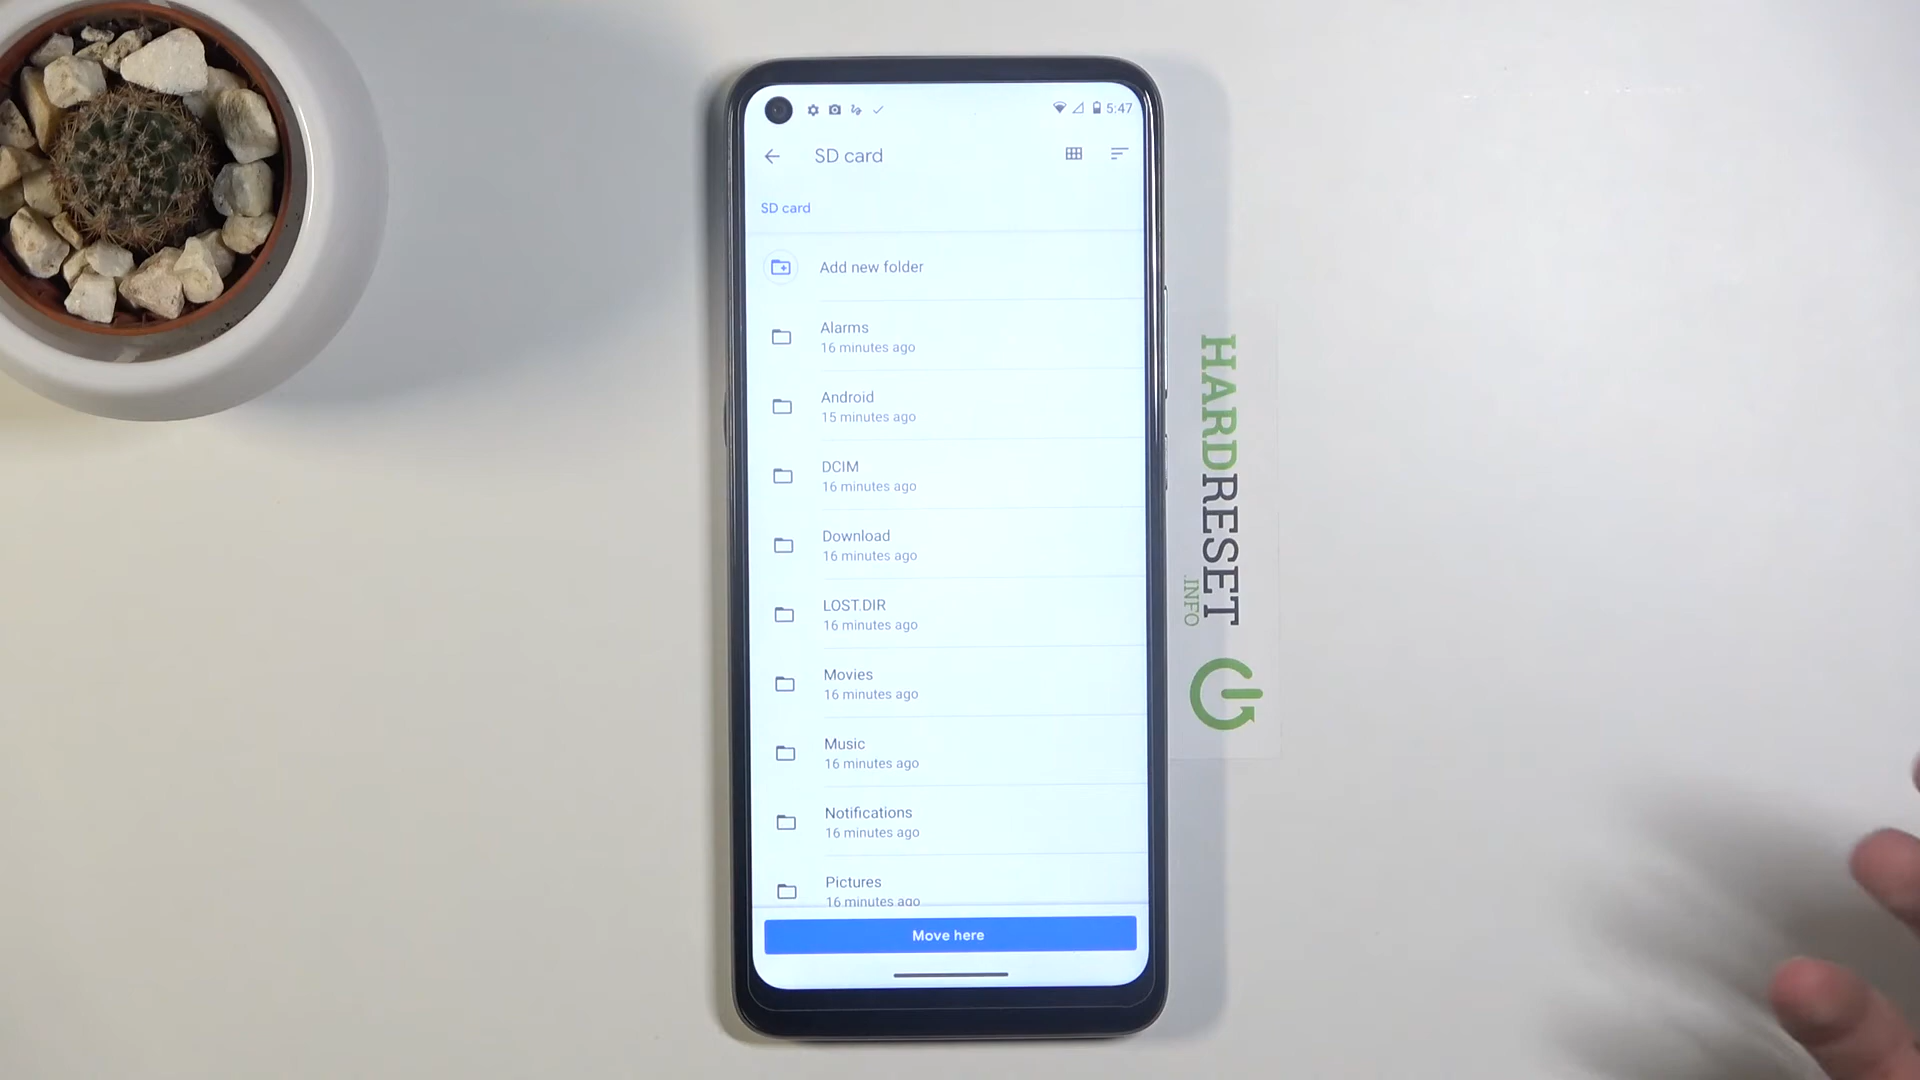 5:47
SD card
SD card
Add new folder
Alarms
16 minutes ago
Android
15 minutes ago
DCIM
16 minutes ago
Download
16 minutes ago
LOST.DIR
16 minutes ago
Movies
16 minutes ago
Music
16 minutes ago
Notifications
16 minutes ago
Pictures
16 minutes ago
Move here
HARDRESET
.INFO